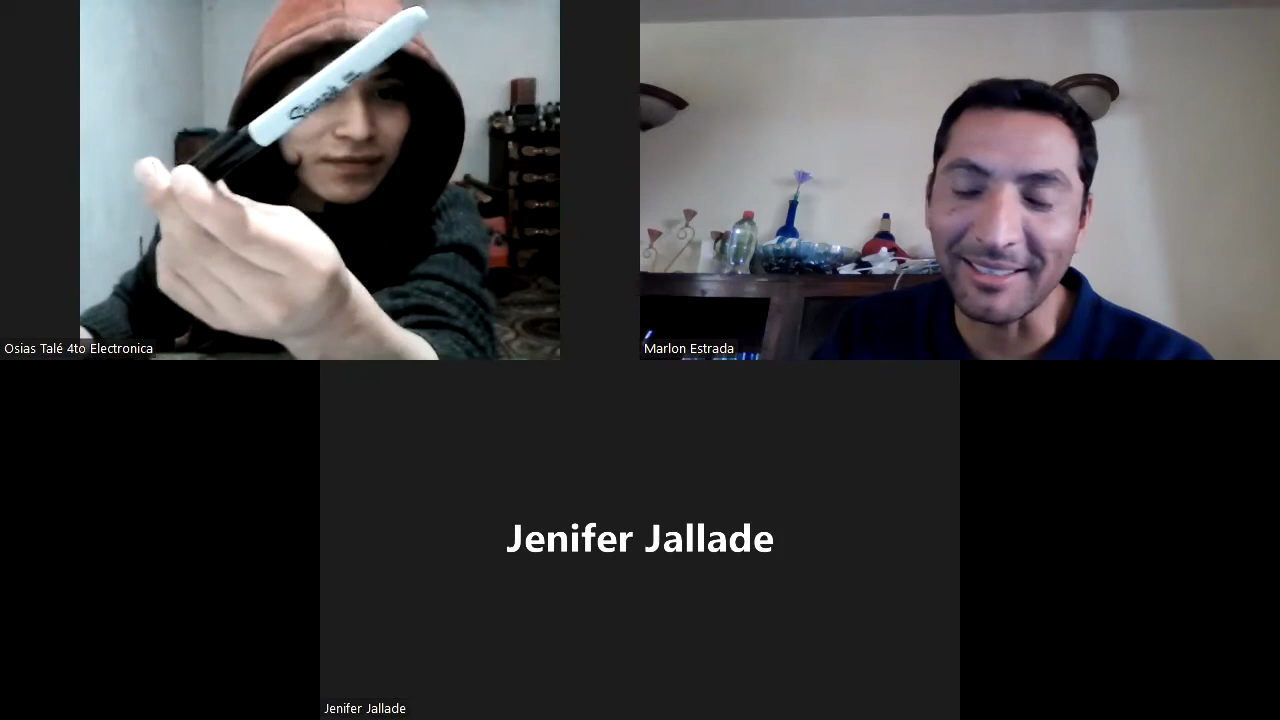 Sharpie
Osias Talé 4to Electronica
Marlon Estrada
Jenifer Jallade
Jenifer Jallade